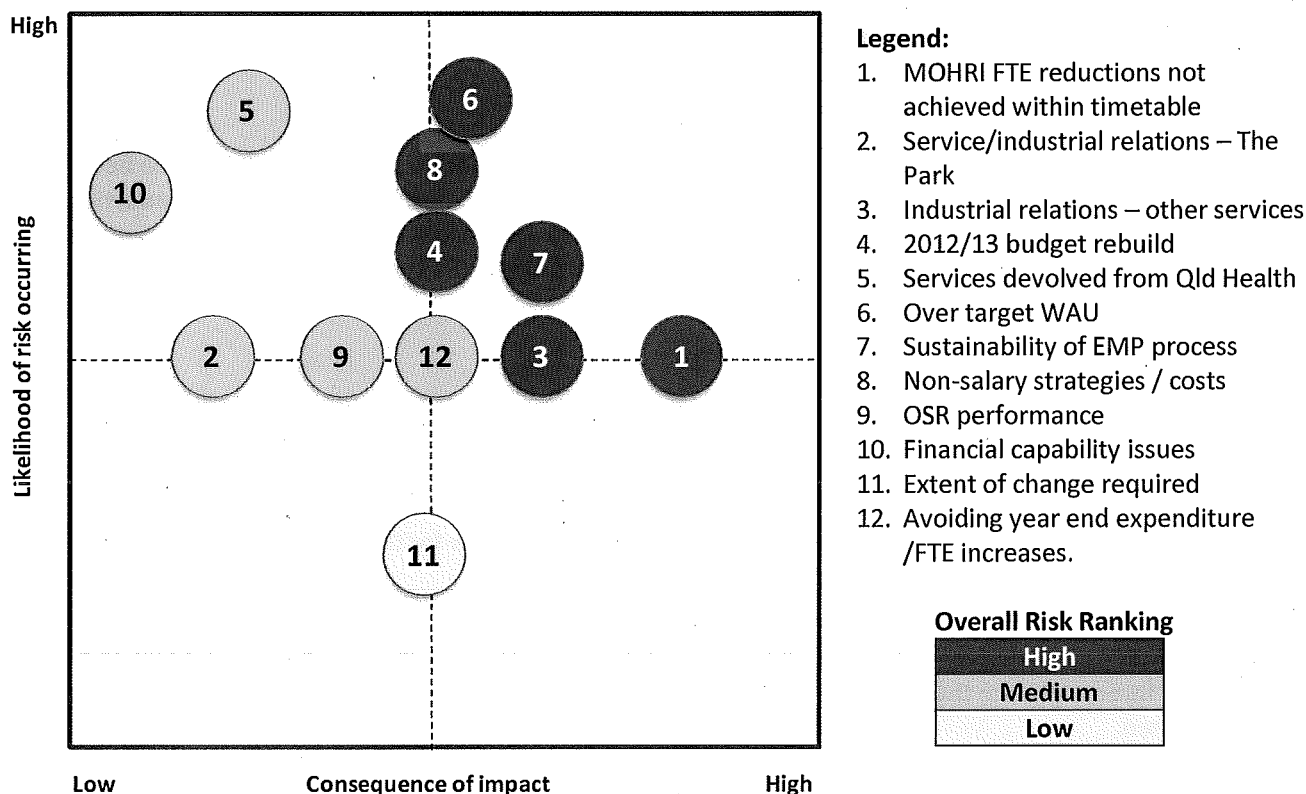 High
Likelihood of risk occurring
5
6
10
8
4
7
2
9
12
3
1
11
Low
Consequence of impact
High
Legend:
1. MOHRI FTE reductions not
achieved within timetable
2. Service/industrial relations – The
Park
3. Industrial relations – other services
4. 2012/13 budget rebuild
5. Services devolved from Qld Health
6. Over target WAU
7. Sustainability of EMP process
8. Non-salary strategies / costs
9. OSR performance
10. Financial capability issues
11. Extent of change required
12. Avoiding year end expenditure
/FTE increases.
Overall Risk Ranking
High
Medium
Low